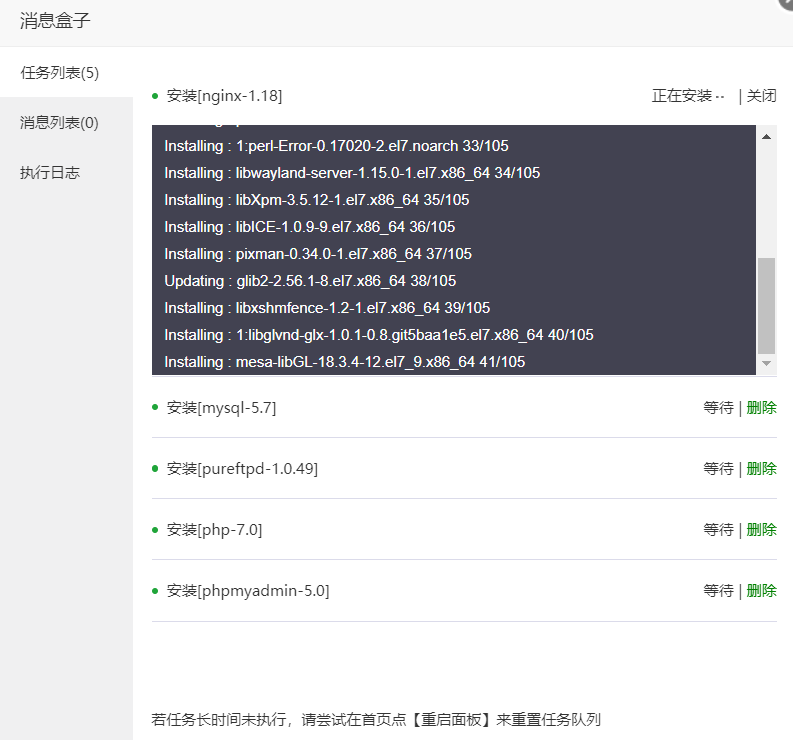 消息盒子
任务列表(5)
消息列表(0)
执行日志
安装[nginx-1.18] 正在安装 | 关闭
Installing : 1:perl-Error-0.17020-2.el7.noarch 33/105
Installing : libwayland-server-1.15.0-1.el7.x86_64 34/105
Installing : libXpm-3.5.12-1.el7.x86_64 35/105
Installing : libICE-1.0.9-9.el7.x86_64 36/105
Installing : pixman-0.34.0-1.el7.x86_64 37/105
Updating : glib2-2.56.1-8.el7.x86_64 38/105
Installing : libxshmfence-1.2-1.el7.x86_64 39/105
Installing : 1:libglvnd-glx-1.0.1-0.8.git5baa1e5.el7.x86_64 40/105
Installing : mesa-libGL-18.3.4-12.el7_9.x86_64 41/105
安装[mysql-5.7] 等待 | 删除
安装[pureftpd-1.0.49] 等待 | 删除
安装[php-7.0] 等待 | 删除
安装[phpmyadmin-5.0] 等待 | 删除
若任务长时间未执行，请尝试在首页点【重启面板】来重置任务队列